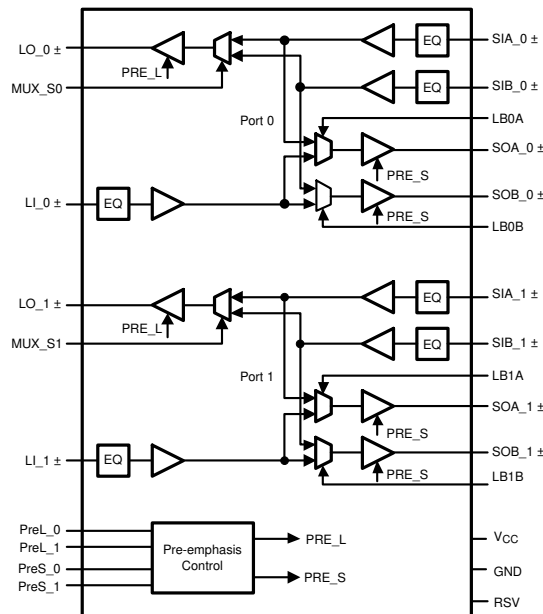 LO_0 ±
MUX_S0
PRE_L
EQ
SIA_0 ±
EQ
SIB_0 ±
Port 0
LB0A
SOA_0 ±
PRE_S
LI_0 ±
EQ
SOB_0 ±
PRE_S
LB0B
LO_1 ±
MUX_S1
PRE_L
EQ
SIA_1 ±
EQ
SIB_1 ±
Port 1
LB1A
SOA_1 ±
PRE_S
LI_1 ±
EQ
SOB_1 ±
PRE_S
LB1B
PreL_0
PreL_1
PreS_0
PreS_1
Pre-emphasis
Control
PRE_L
PRE_S
VCC
GND
RSV